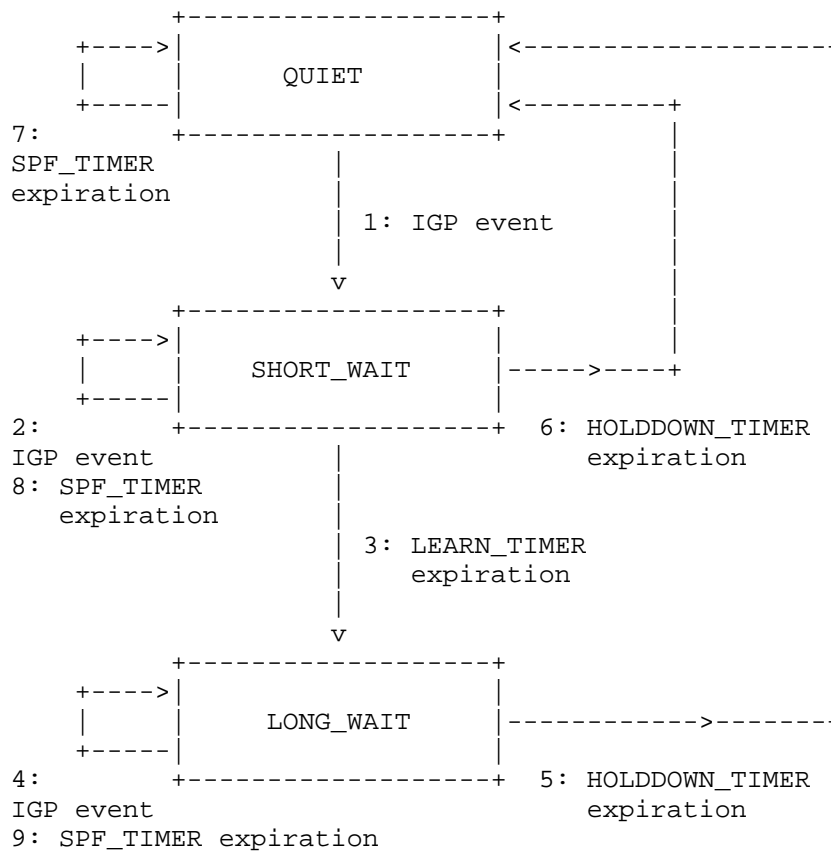 QUIET
7:
SPF_TIMER
expiration
1: IGP event
SHORT_WAIT
2:
6: HOLDDOWN_TIMER
IGP event
expiration
8: SPF_TIMER
expiration
3: LEARN_TIMER
expiration
LONG_WAIT
4:
5: HOLDDOWN_TIMER
IGP event
expiration
9: SPF_TIMER expiration